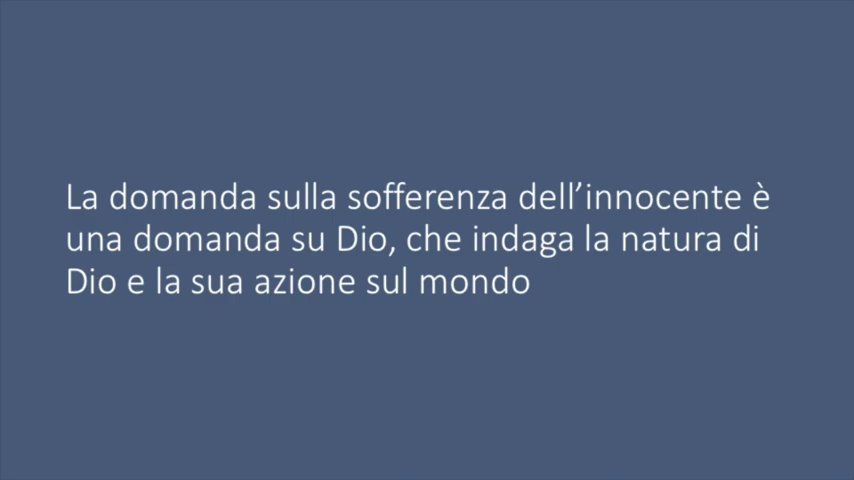 La domanda sulla sofferenza dell’innocente è
una domanda su Dio, che indaga la natura di
Dio e la sua azione sul mondo